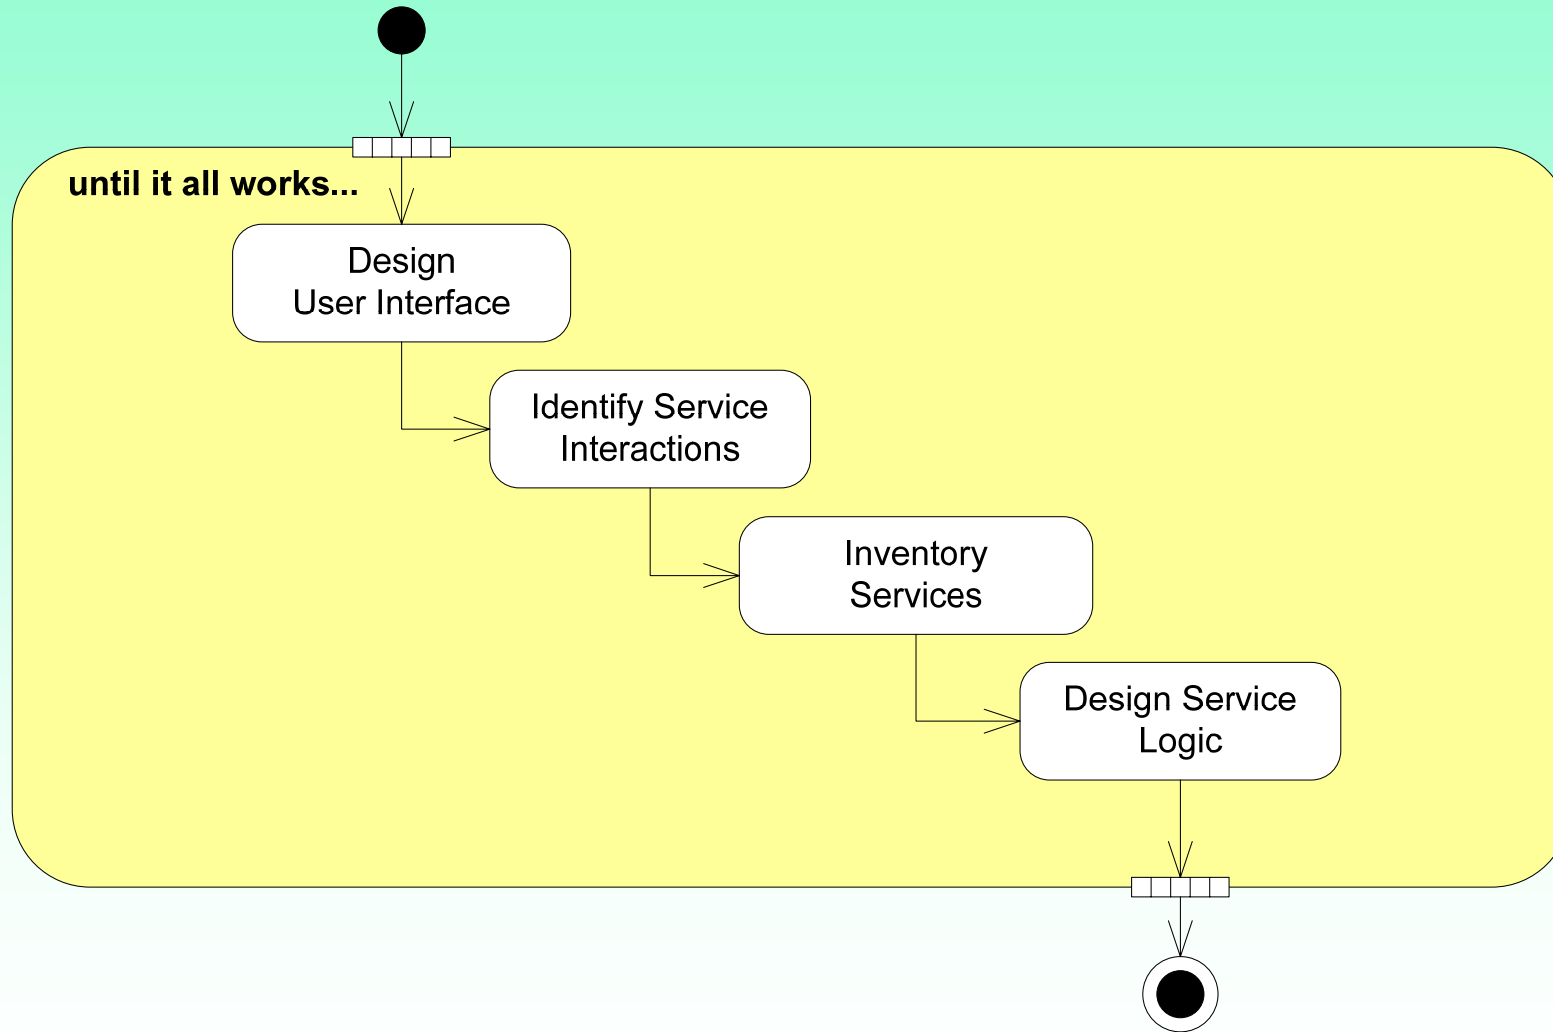 until it all works...
Design
User Interface
Identify Service
Interactions
Inventory
Services
Design Service
Logic